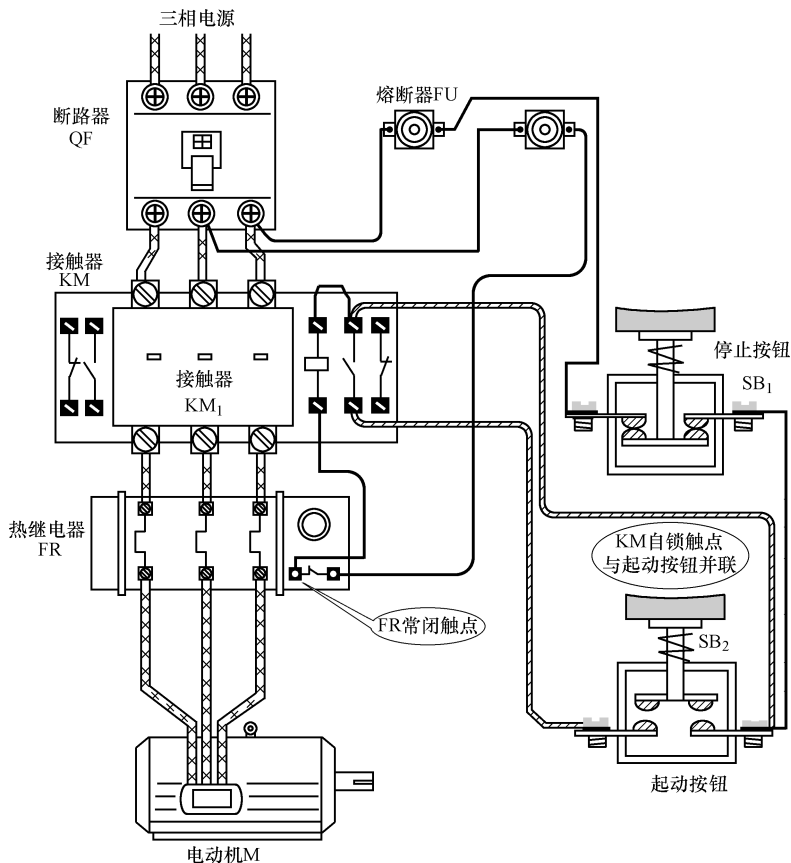 三相电源
断路器
QF
熔断器FU
接触器
KM
接触器
KM₁
停止按钮
SB₁
热继电器
FR
KM自锁触点
与起动按钮并联
FR常闭触点
SB₂
起动按钮
电动机M